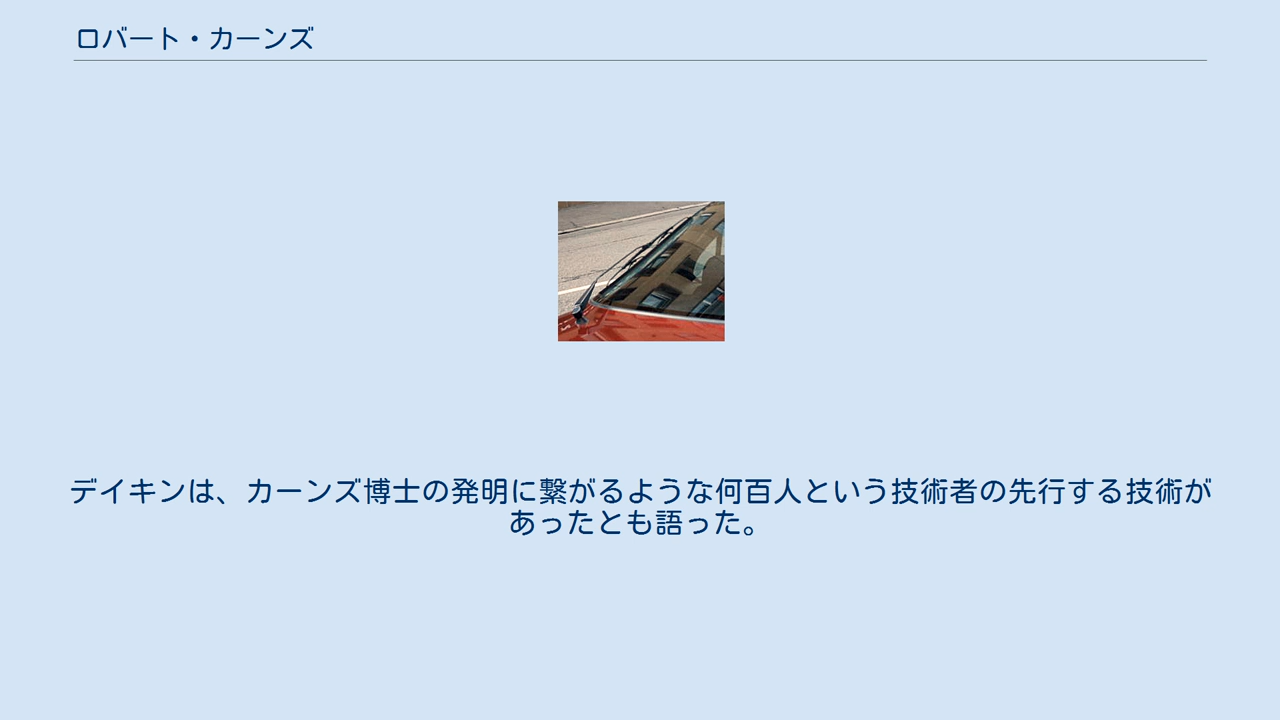 ロバート・カーンズ
デイキンは、カーンズ博士の発明に繋がるような何百人という技術者の先行する技術が
あったとも語った。